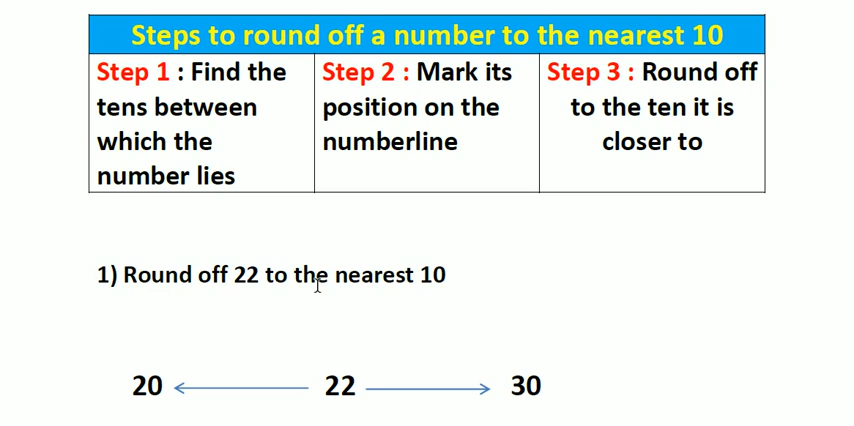 Steps to round off a number to the nearest 10
Step 1 : Find the
tens between
which the
number lies
Step 2 : Mark its
position on the
numberline
Step 3 : Round off
to the ten it is
closer to
1) Round off 22 to the nearest 10
20 22 30